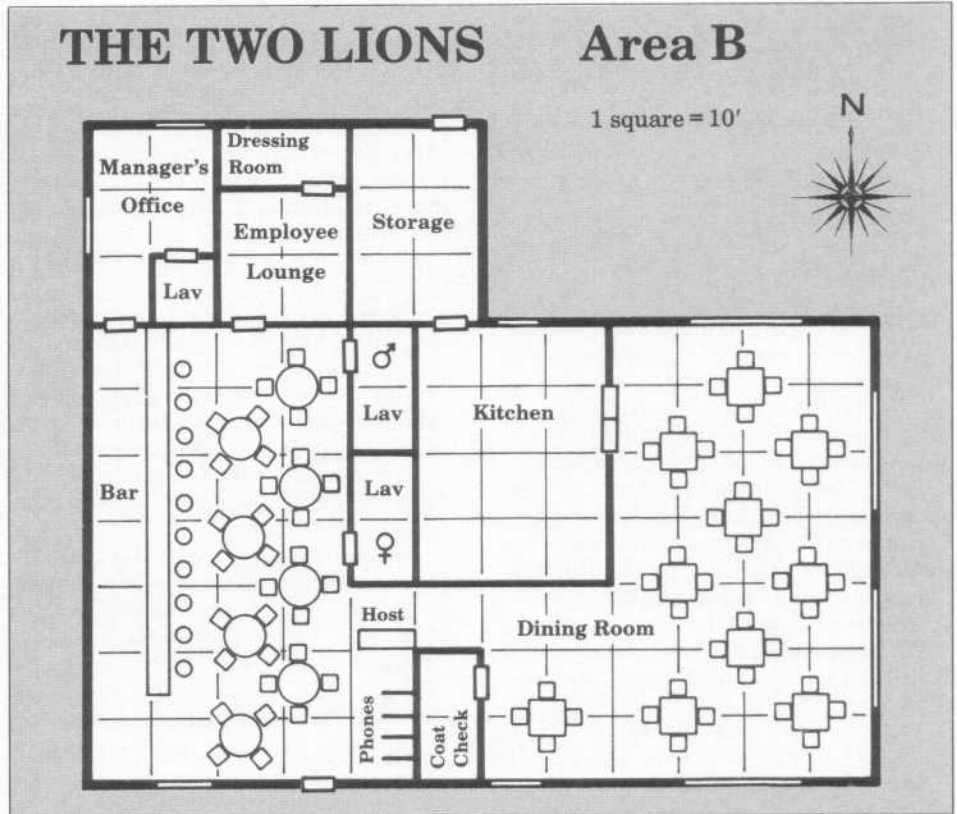 THE TWO LIONS
Area B
1 square = 10′
N
Manager's
Office
Lav
Dressing
Room
Employee
Lounge
Storage
Bar
♂
Lav
Lav
♀
Kitchen
Host
Phones
Coat
Check
Dining Room